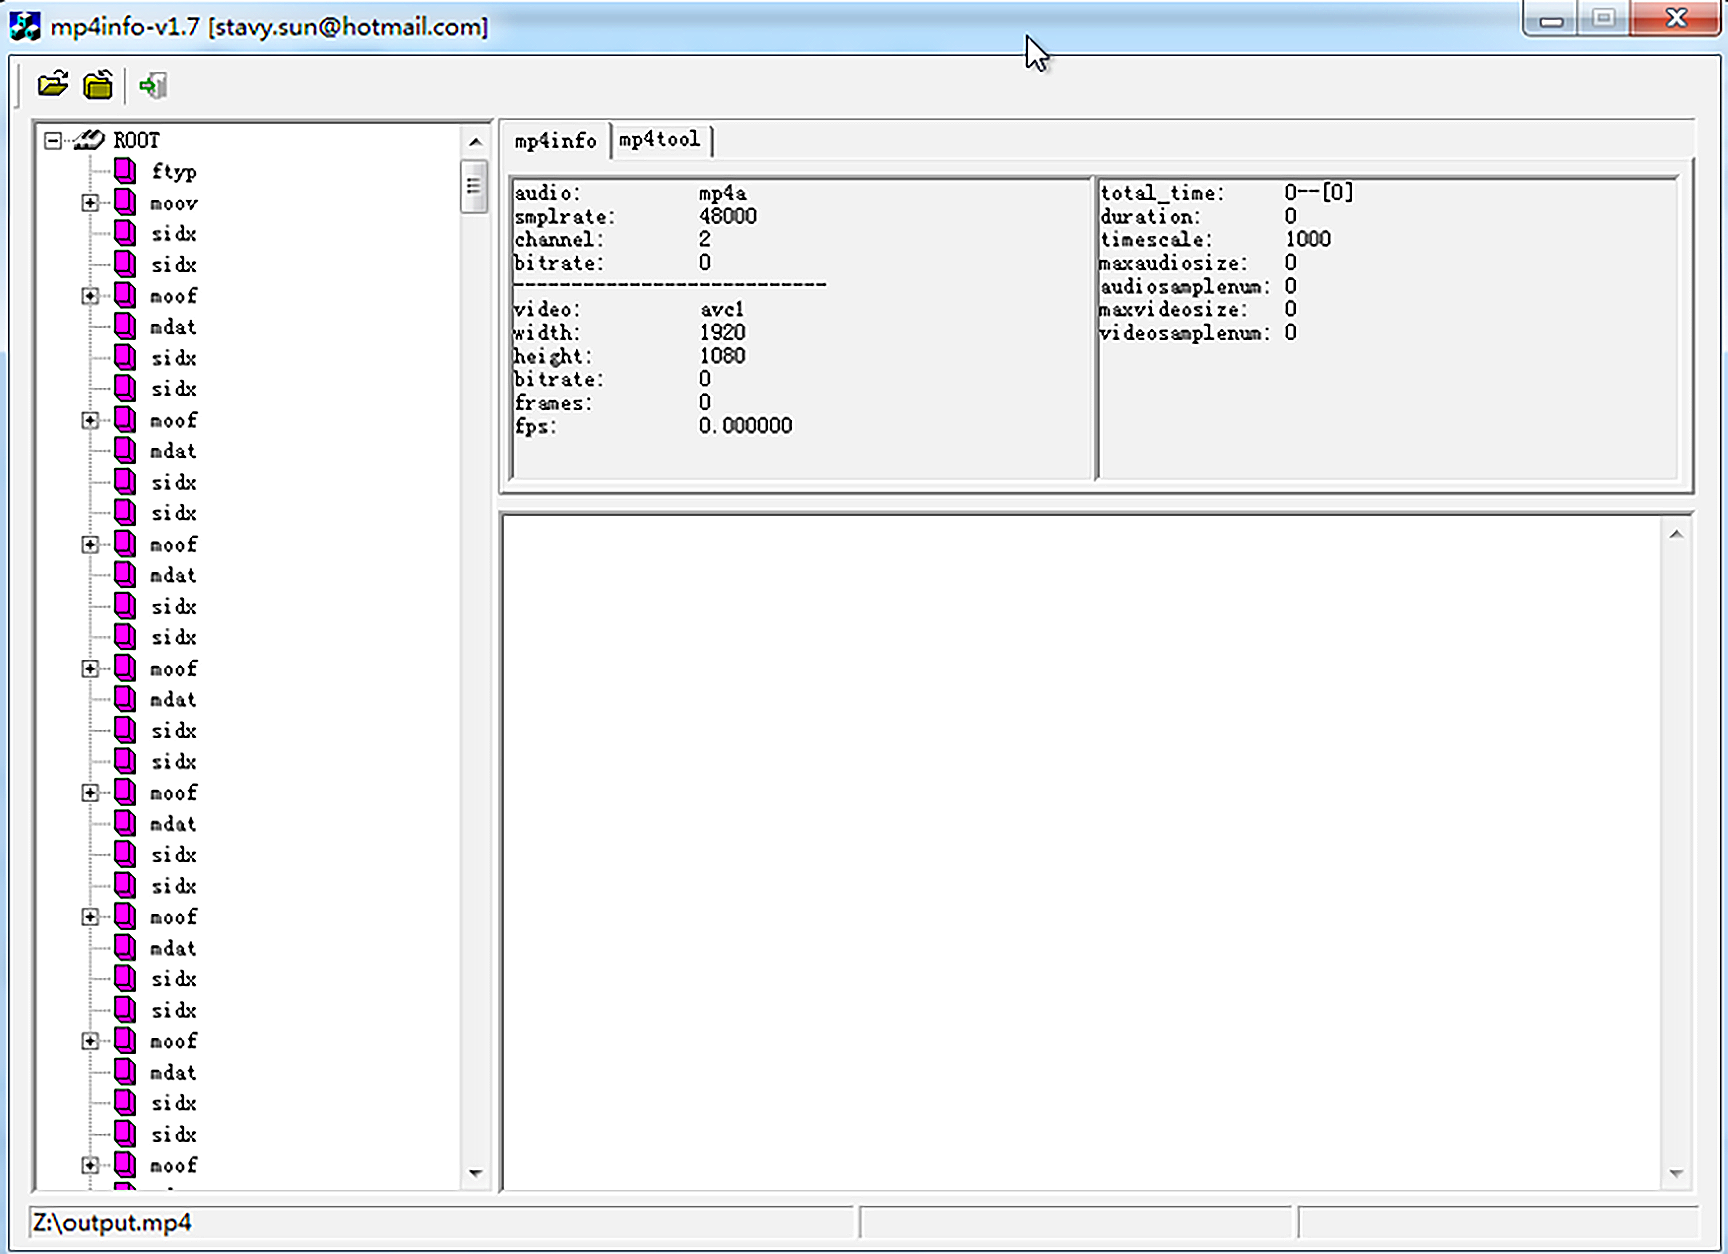 mp4info-v1.7 [stavy.sun@hotmail.com]
ROOT
ftyp
moov
sidx
sidx
moof
mdat
sidx
sidx
moof
mdat
sidx
sidx
moof
mdat
sidx
sidx
moof
mdat
sidx
sidx
moof
mdat
sidx
sidx
moof
mdat
sidx
sidx
moof
mdat
sidx
sidx
moof
mp4info mp4tool
audio: mp4a
smplrate: 48000
channel: 2
bitrate: 0
---------------------------
video: avc1
width: 1920
height: 1080
bitrate: 0
frames: 0
fps: 0.000000
total_time: 0--[0]
duration: 0
timescale: 1000
maxaudiosize: 0
audiosamplenum: 0
maxvideosize: 0
videosamplenum: 0
Z:\output.mp4